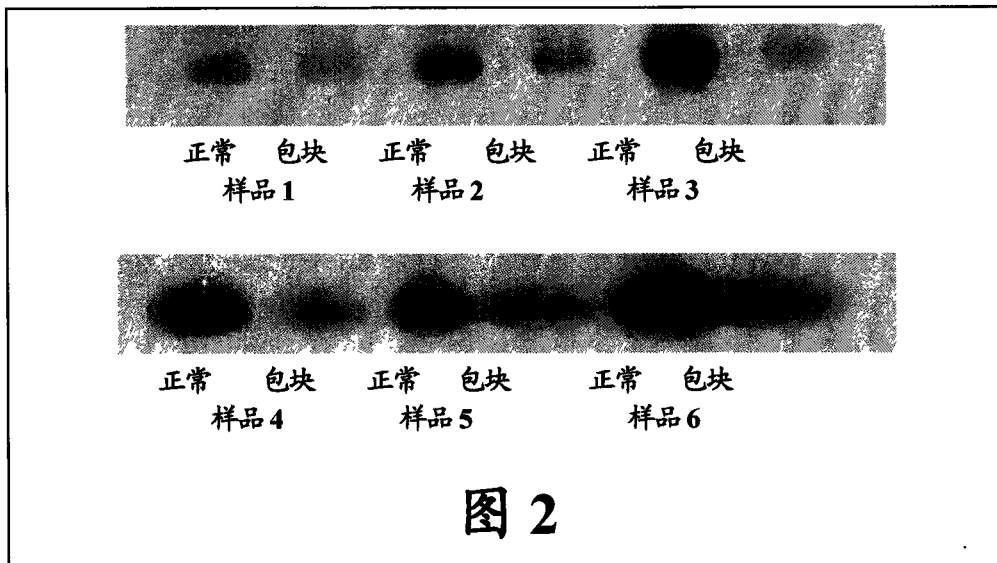 正常 包块 正常 包块 正常 包块
样品 1 样品 2 样品 3
正常 包块 正常 包块 正常 包块
样品 4 样品 5 样品 6
图 2